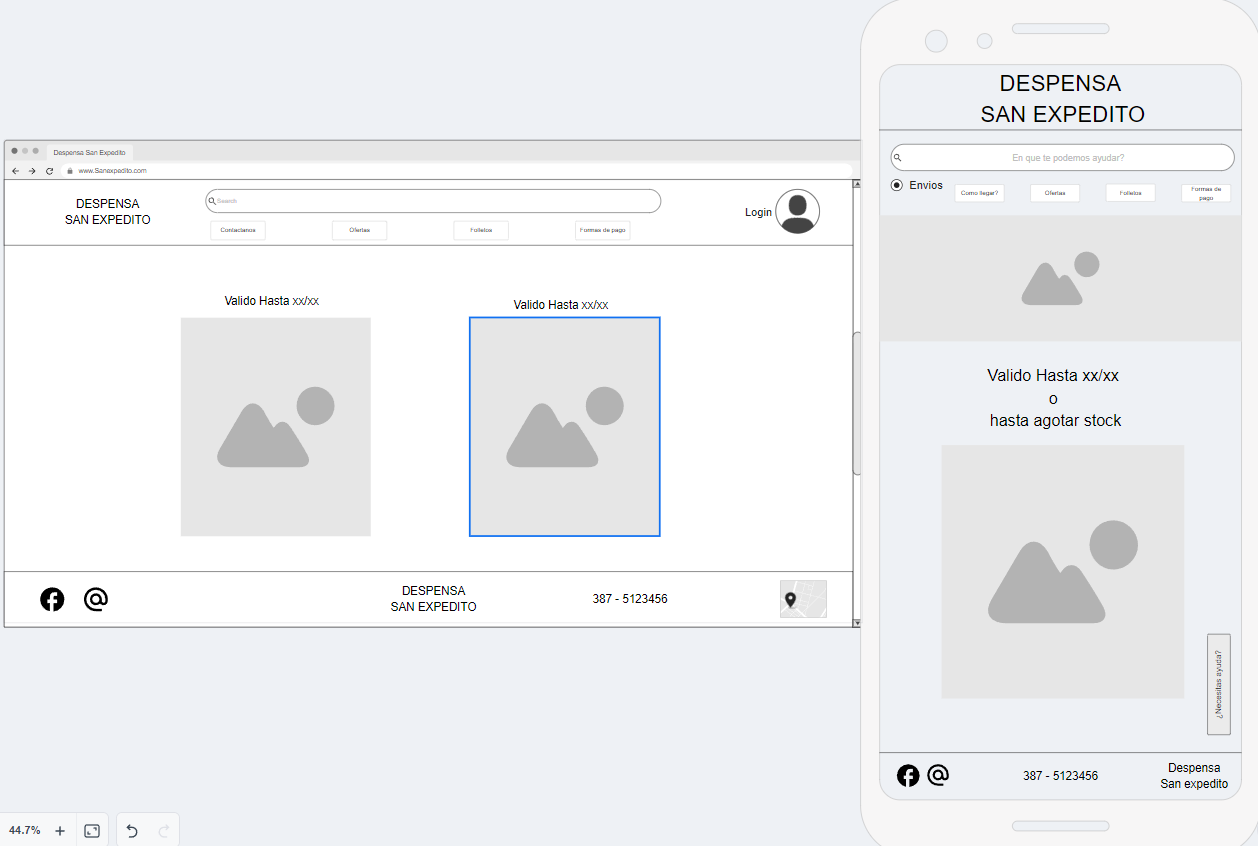 Despensa San Expedito
www.Sanexpedito.com
DESPENSA
SAN EXPEDITO
Search
Contactanos
Ofertas
Folletos
Formas de pago
Login
Valido Hasta xx/xx
Valido Hasta xx/xx
DESPENSA
SAN EXPEDITO
387 - 5123456
DESPENSA
SAN EXPEDITO
En que te podemos ayudar?
Envios
Como llegar?
Ofertas
Folletos
Formas de
pago
Valido Hasta xx/xx
o
hasta agotar stock
¿Necesitas ayuda?
387 - 5123456
Despensa
San expedito
44.7%